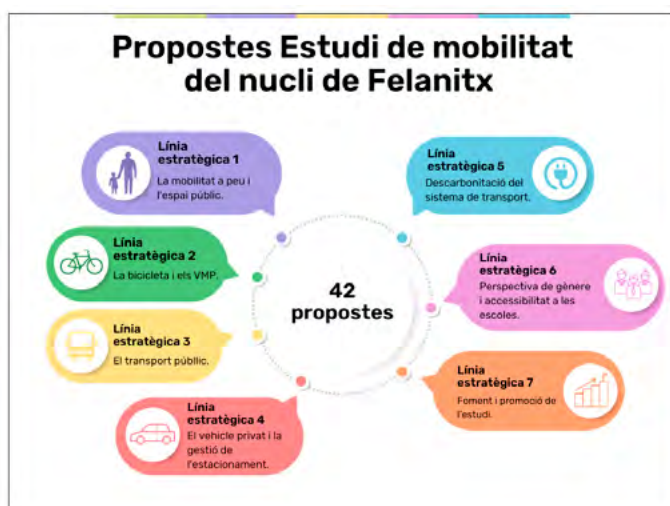 Propostes Estudi de mobilitat
del nucli de Felanitx
Línia
estratègica 1
La mobilitat a peu i
l'espai públic.
Línia
estratègica 2
La bicicleta i els VMP.
Línia
estratègica 3
El transport públlic.
Línia
estratègica 4
El vehicle privat i la
gestió de
l'estacionament.
42
propostes
Línia
estratègica 5
Descarbonització del
sistema de transport.
Línia
estratègica 6
Perspectiva de gènere
i accessibilitat a les
escoles.
Línia
estratègica 7
Foment i promoció de
l'estudi.